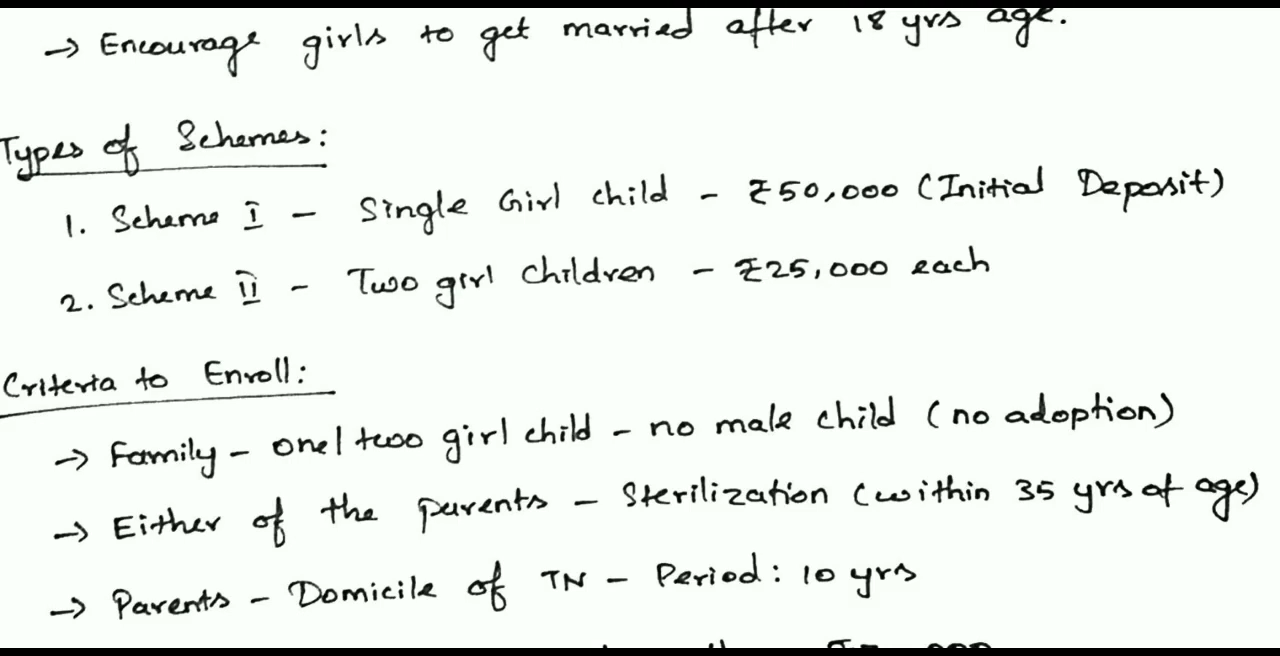 → Encourage girls to get married after 18 yrs age.
Types of Schemes:
1. Scheme I - Single Girl child - ₹50,000 (Initial Deposit)
2. Scheme II - Two girl children - ₹25,000 each
Criteria to Enroll:
→ Family - one/two girl child - no male child (no adoption)
→ Either of the parents - Sterilization (within 35 yrs of age)
→ Parents - Domicile of TN - Period: 10 yrs